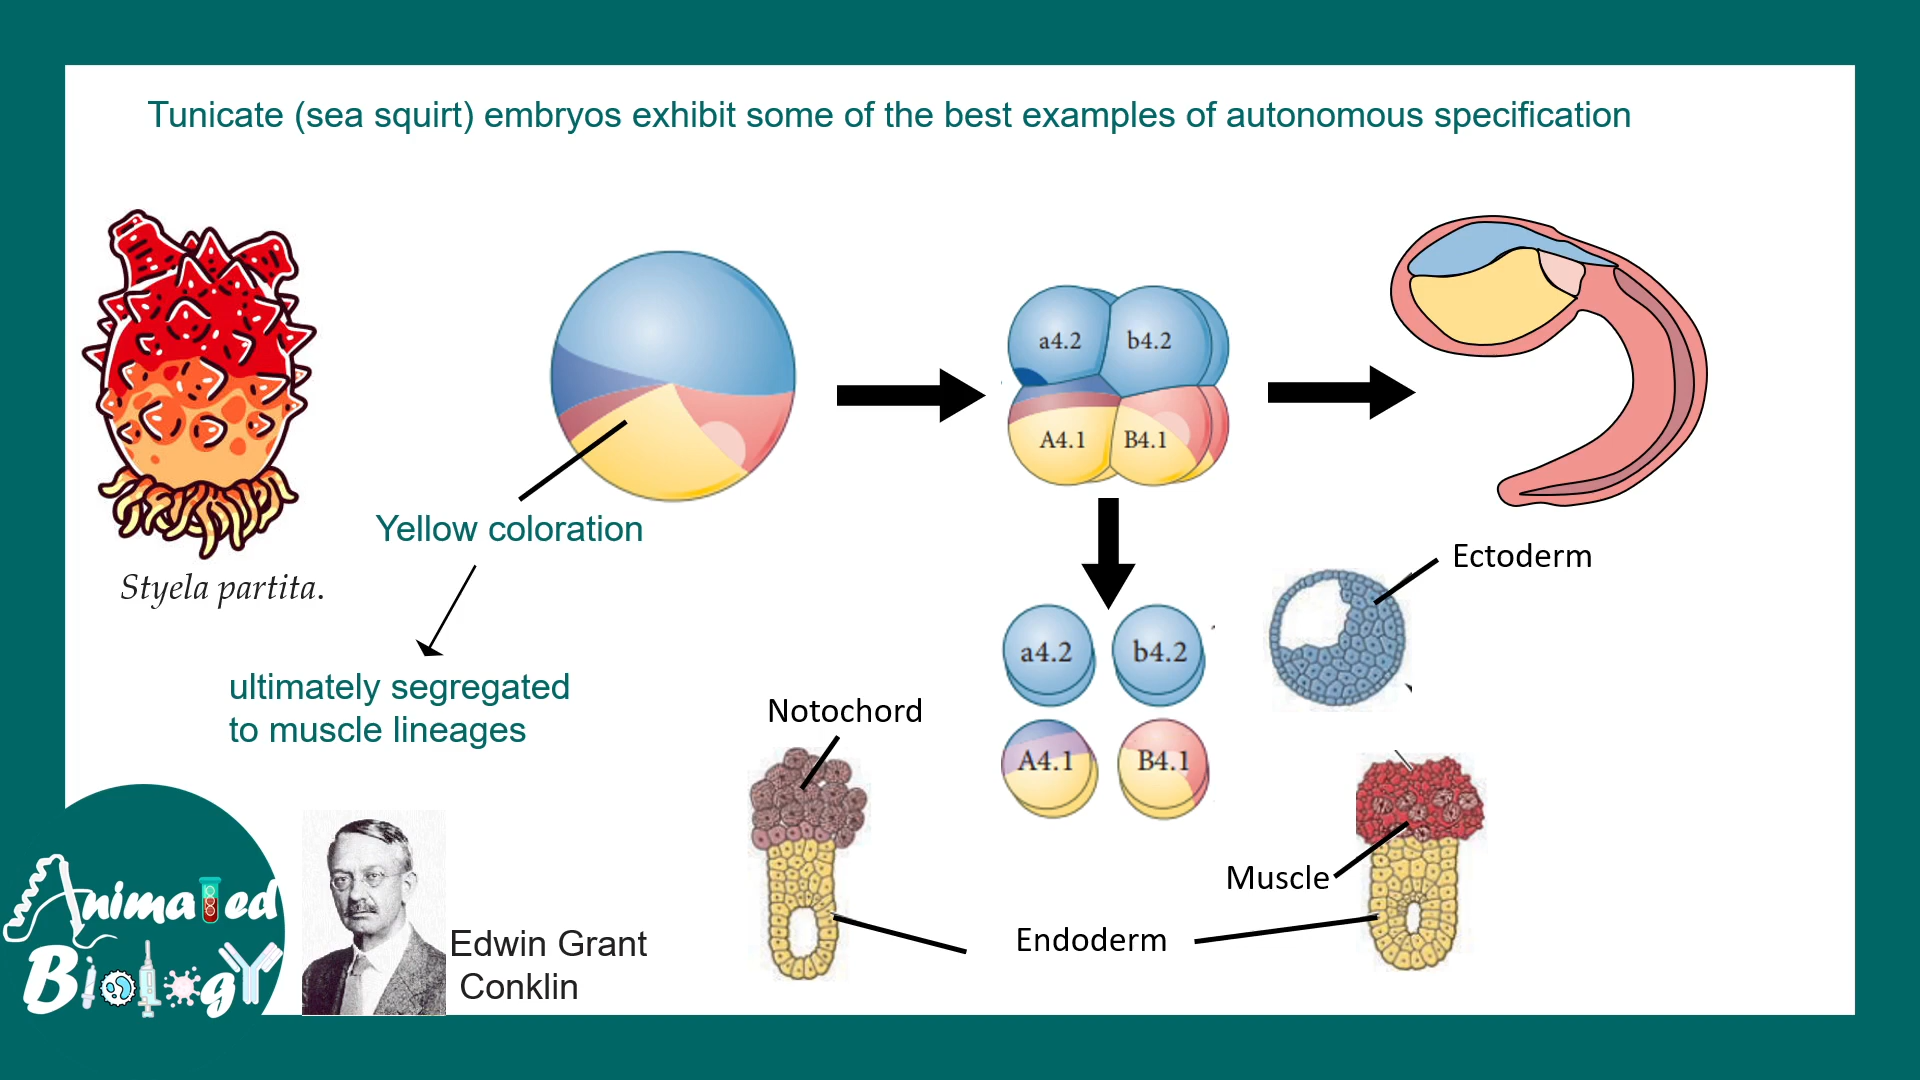 Tunicate (sea squirt) embryos exhibit some of the best examples of autonomous specification
a4.2
b4.2
A4.1
B4.1
Yellow coloration
Styela partita.
Ectoderm
ultimately segregated
to muscle lineages
a4.2
b4.2
Notochord
A4.1
B4.1
Muscle
Endoderm
Edwin Grant
Conklin
Animated
Biology